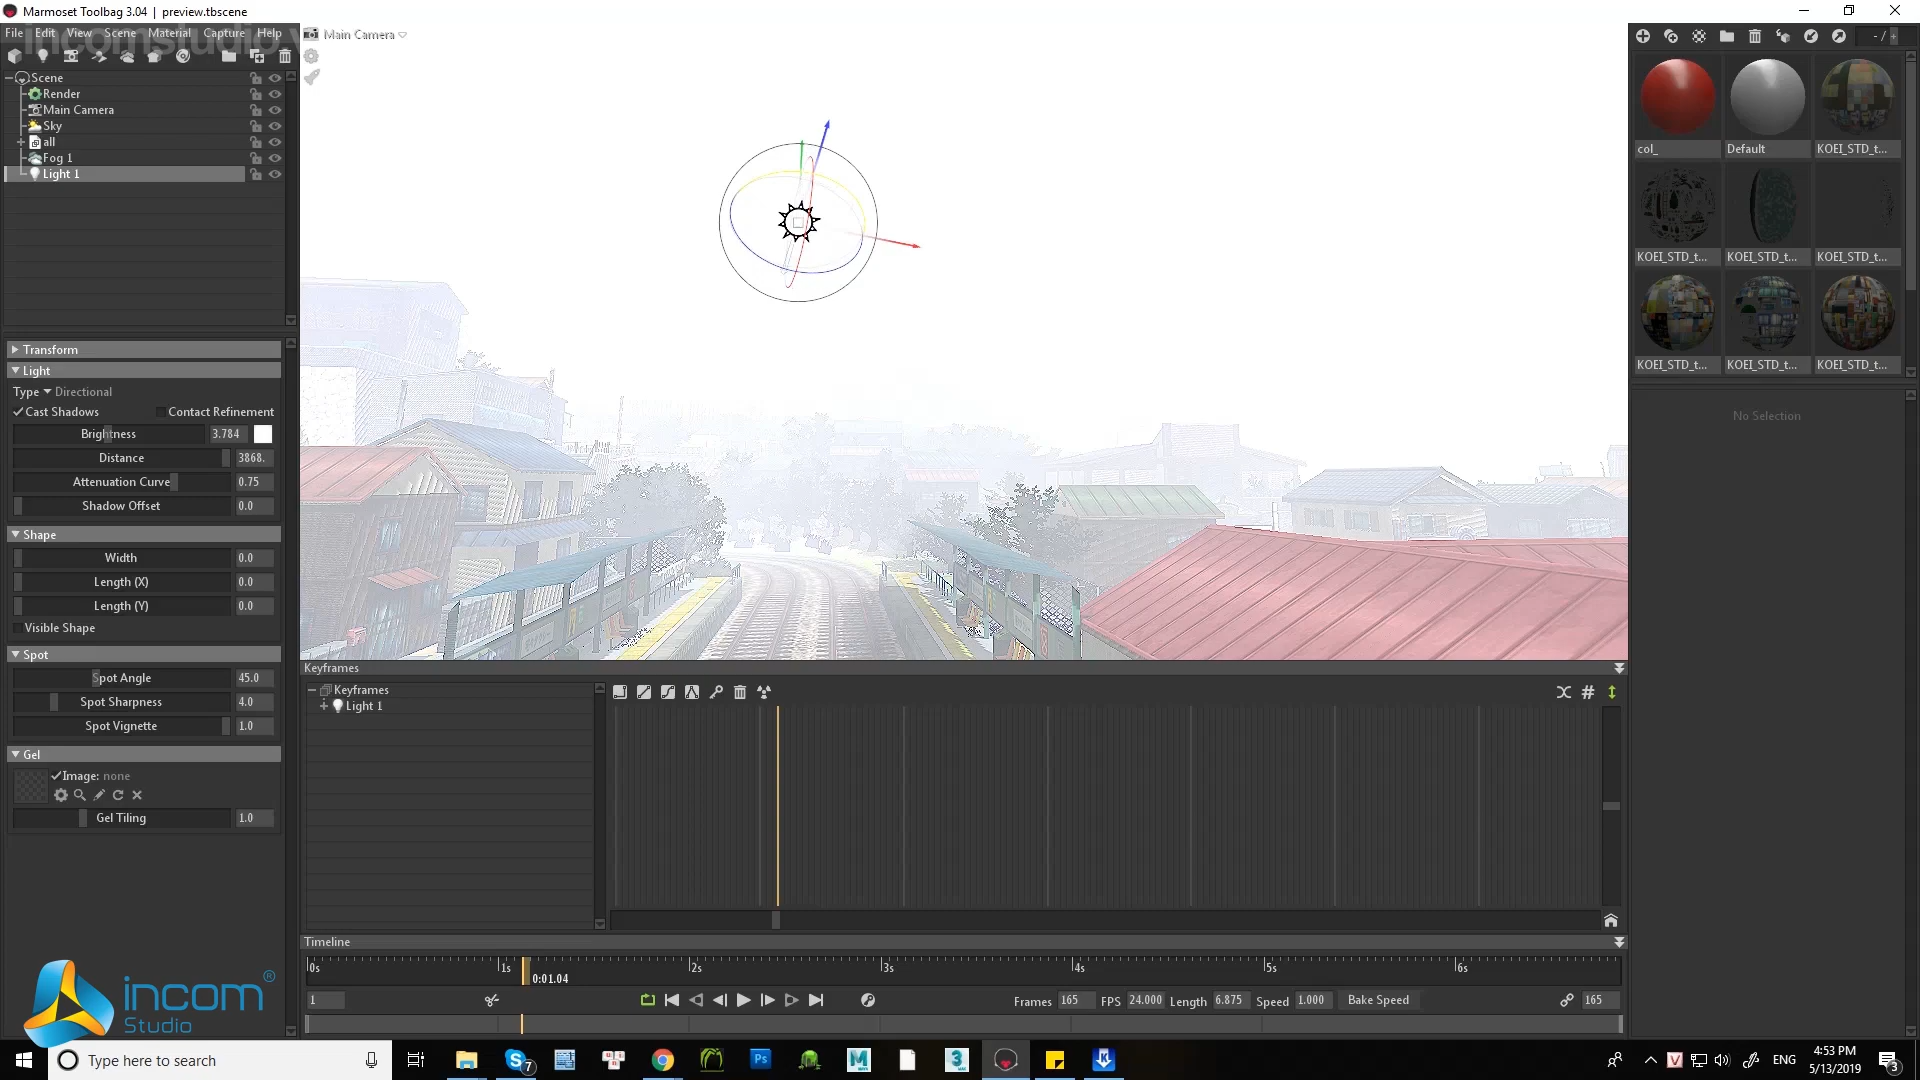 Marmoset Toolbag 3.04 | preview.tbscene
File Edit View Scene Material Capture Help
incomstudio
Main Camera
- / +
Scene
Render
Main Camera
Sky
all
Fog 1
Light 1
col_
Default
KOEI_STD_t...
KOEI_STD_t...
KOEI_STD_t...
KOEI_STD_t...
KOEI_STD_t...
KOEI_STD_t...
KOEI_STD_t...
No Selection
Transform
Light
Type Directional
Cast Shadows Contact Refinement
Brightness 3.784
Distance 3868.
Attenuation Curve 0.75
Shadow Offset 0.0
Shape
Width 0.0
Length (X) 0.0
Length (Y) 0.0
Visible Shape
Spot
Spot Angle 45.0
Spot Sharpness 4.0
Spot Vignette 1.0
Gel
Image: none
Gel Tiling 1.0
Keyframes
Keyframes
Light 1
Timeline
0s 1s 2s 3s 4s 5s 6s
0:01.04
1
Frames 165 FPS 24.000 Length 6.875 Speed 1.000 Bake Speed 165
incom®
Studio
Type here to search
7
Ps
M
3
K
V
ENG
4:53 PM
5/13/2019
3